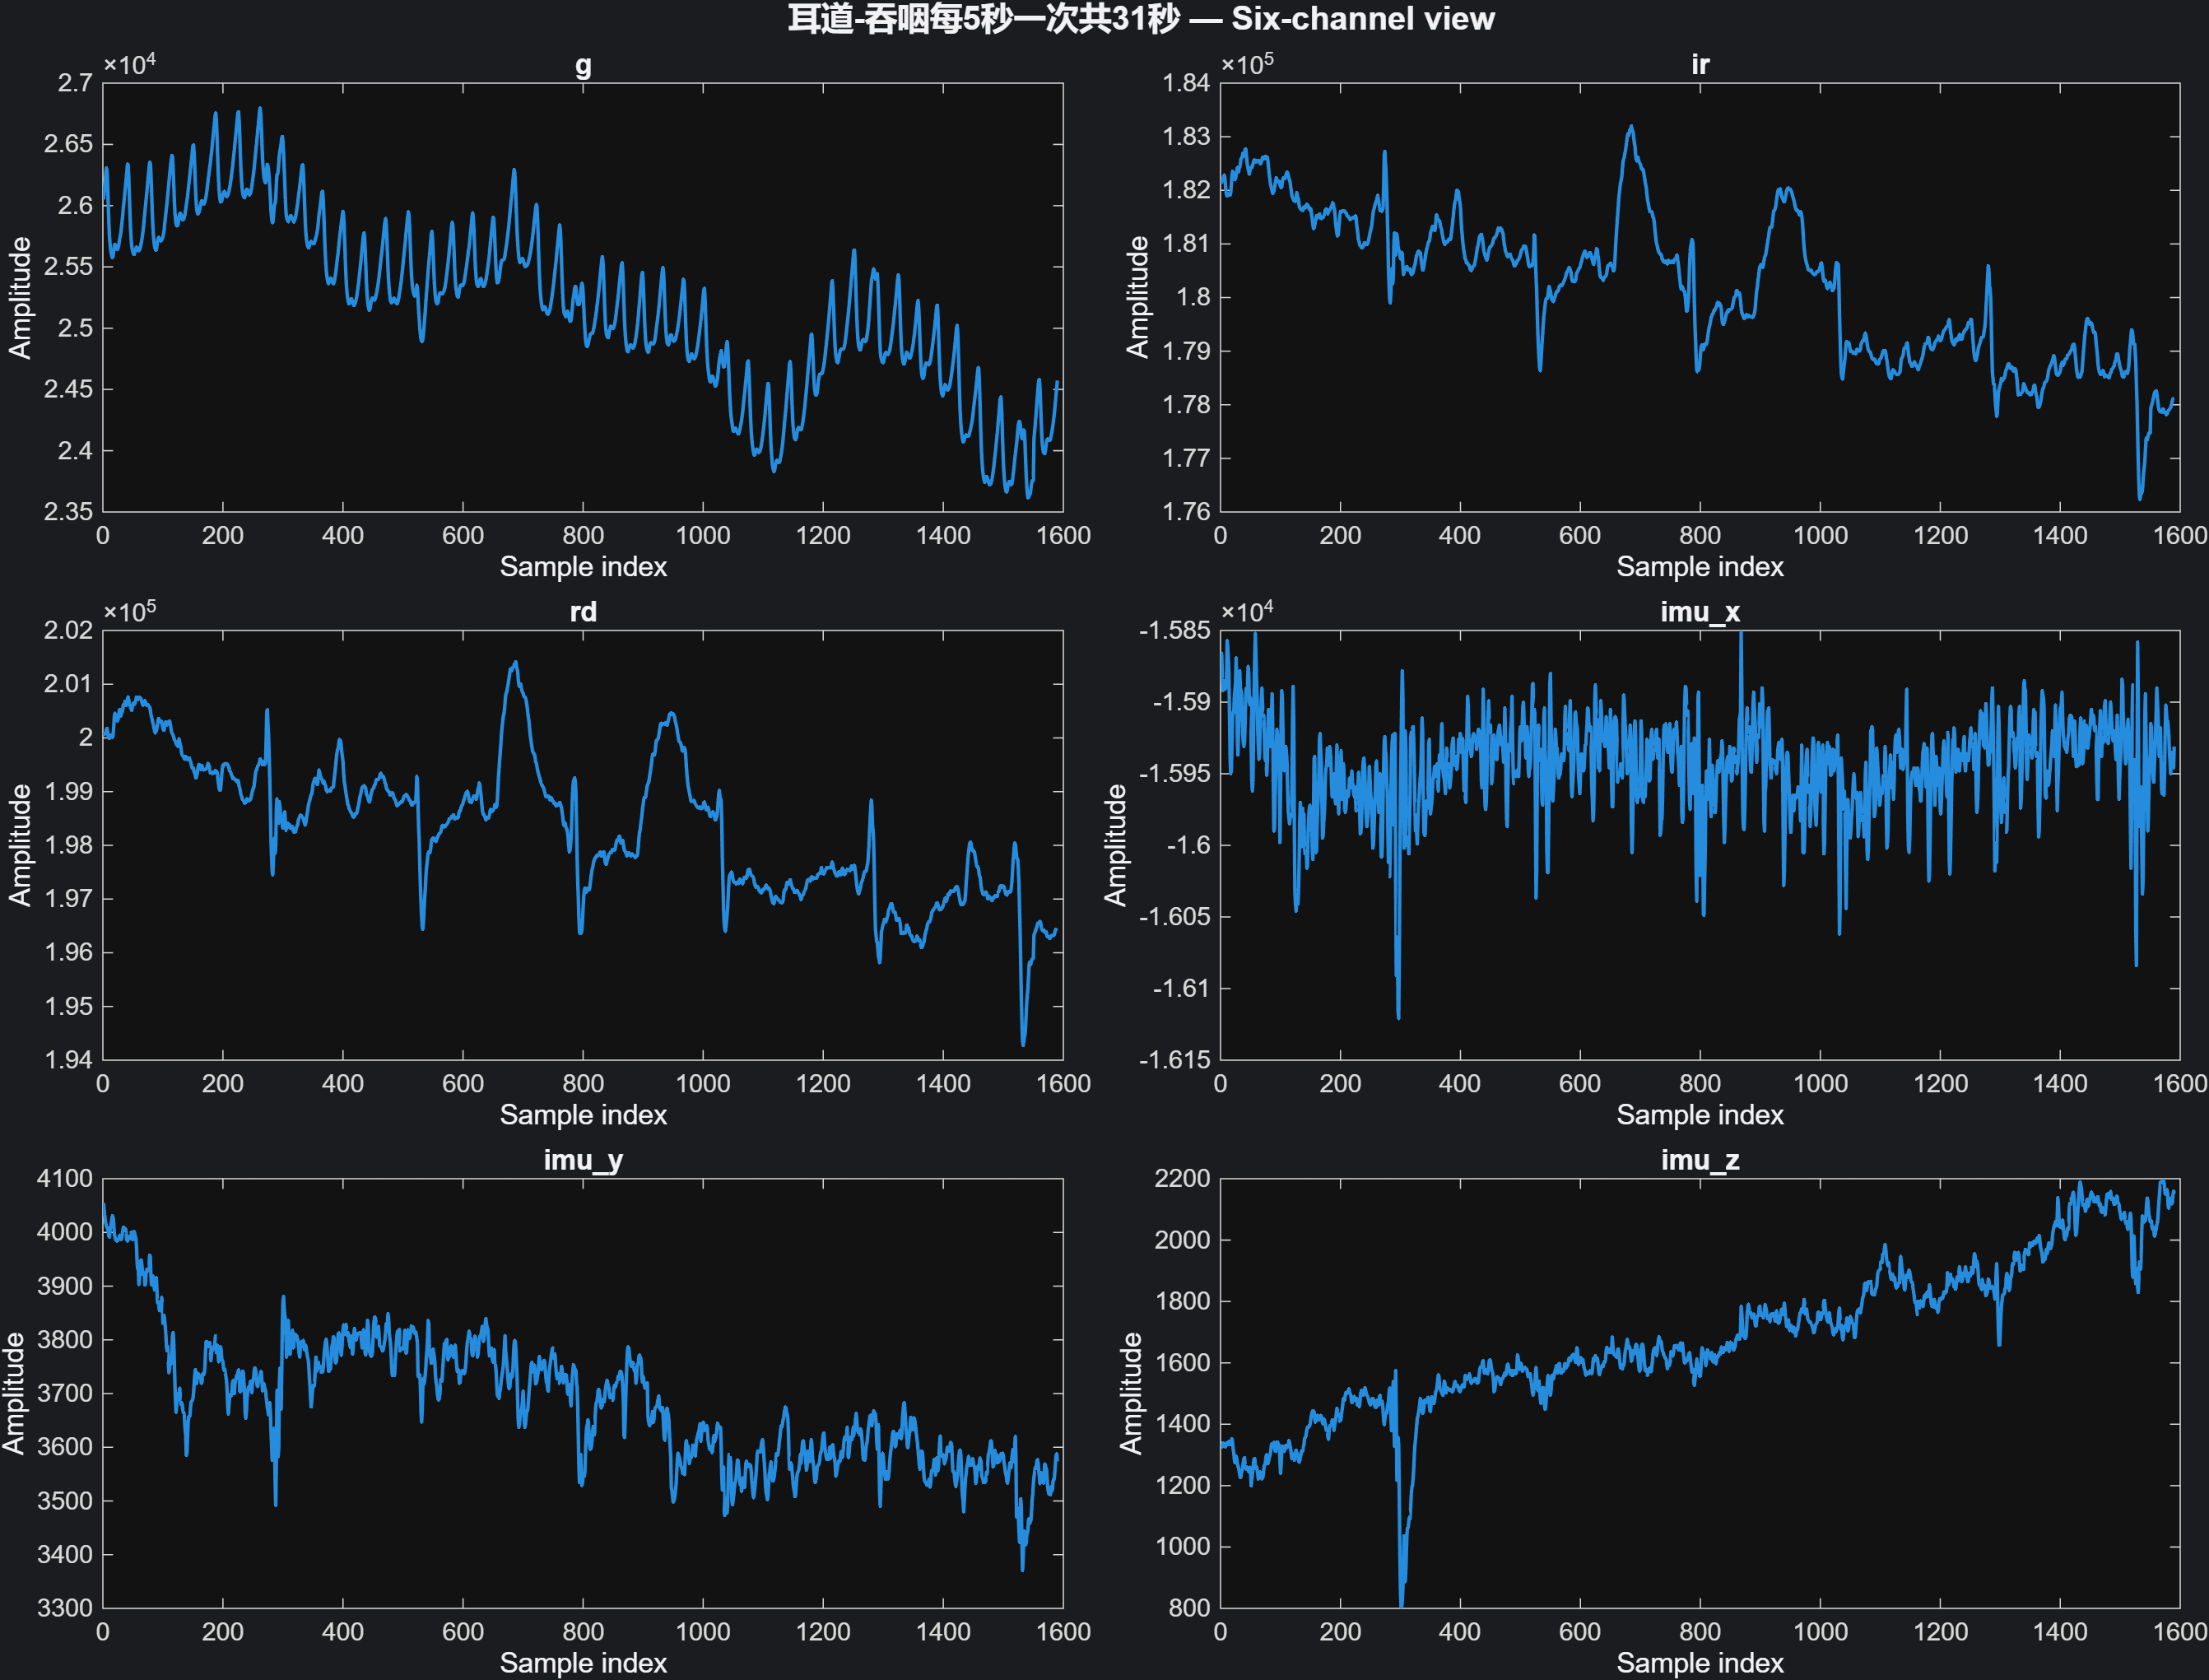 耳道-吞咽每5秒一次共31秒 — Six-channel view
g
×10^4
Amplitude
2.7
2.65
2.6
2.55
2.5
2.45
2.4
2.35
0 200 400 600 800 1000 1200 1400 1600
Sample index
ir
×10^5
Amplitude
1.84
1.83
1.82
1.81
1.8
1.79
1.78
1.77
1.76
0 200 400 600 800 1000 1200 1400 1600
Sample index
rd
×10^5
Amplitude
2.02
2.01
2
1.99
1.98
1.97
1.96
1.95
1.94
0 200 400 600 800 1000 1200 1400 1600
Sample index
imu_x
×10^4
Amplitude
-1.585
-1.59
-1.595
-1.6
-1.605
-1.61
-1.615
0 200 400 600 800 1000 1200 1400 1600
Sample index
imu_y
Amplitude
4100
4000
3900
3800
3700
3600
3500
3400
3300
0 200 400 600 800 1000 1200 1400 1600
Sample index
imu_z
Amplitude
2200
2000
1800
1600
1400
1200
1000
800
0 200 400 600 800 1000 1200 1400 1600
Sample index